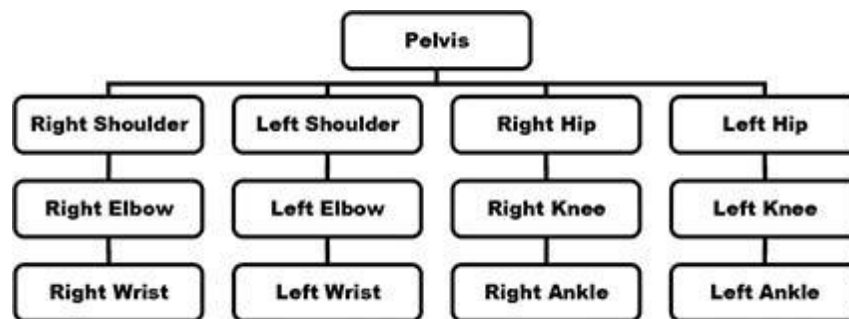 Pelvis
Right Shoulder
Left Shoulder
Right Hip
Left Hip
Right Elbow
Left Elbow
Right Knee
Left Knee
Right Wrist
Left Wrist
Right Ankle
Left Ankle